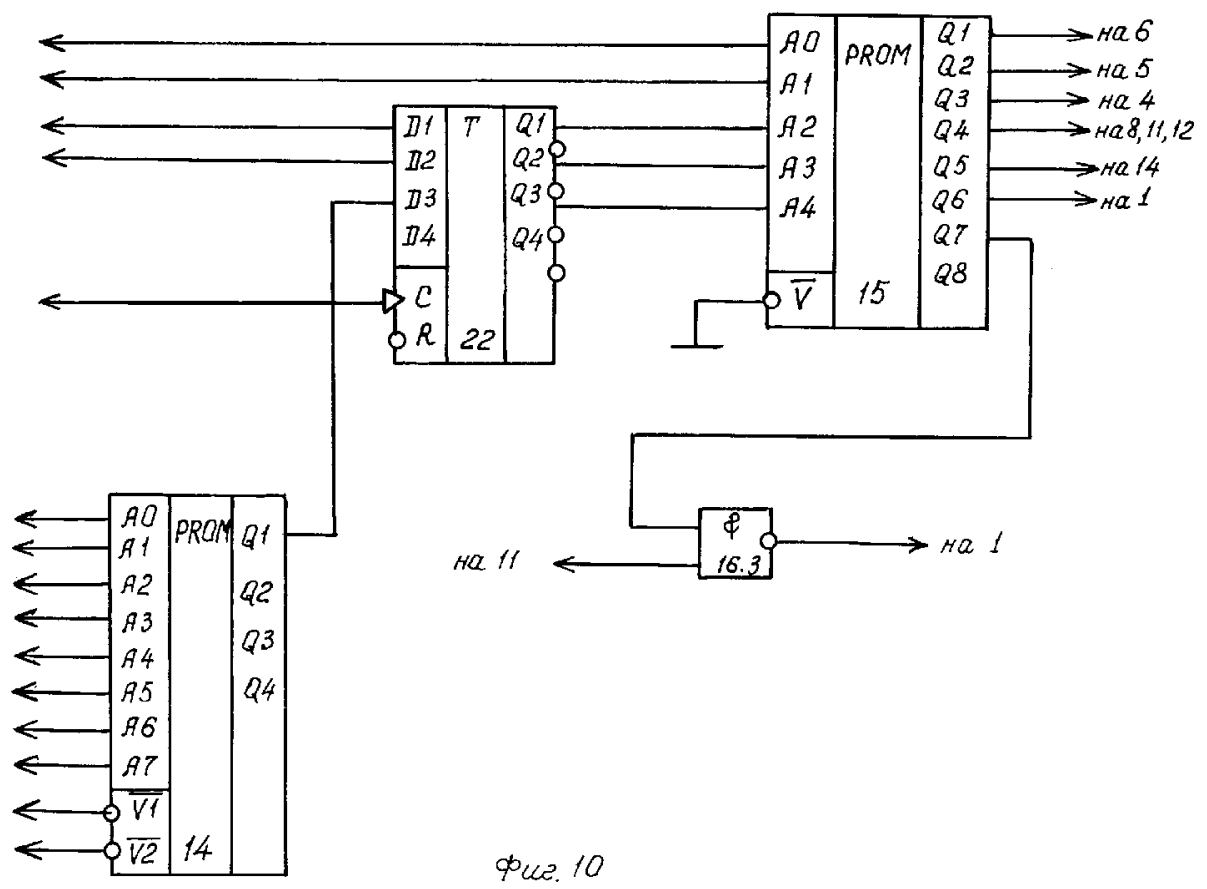 A0 PROM Q1 на 6
A1 Q2 на 5
Q3 на 4
D1 T Q1 A2 Q4 на 8, 11, 12
D2 Q2 A3 Q5 на 14
D3 Q3 A4 Q6 на 1
D4 Q4 Q7
Q8
C V̅ 15
R 22
A0 PROM Q1
A1
A2 Q2
A3 Q3
A4
A5 Q4
A6
A7
V̅1̅
V̅2̅ 14
на 11 & на 1
16.3
Фиг. 10